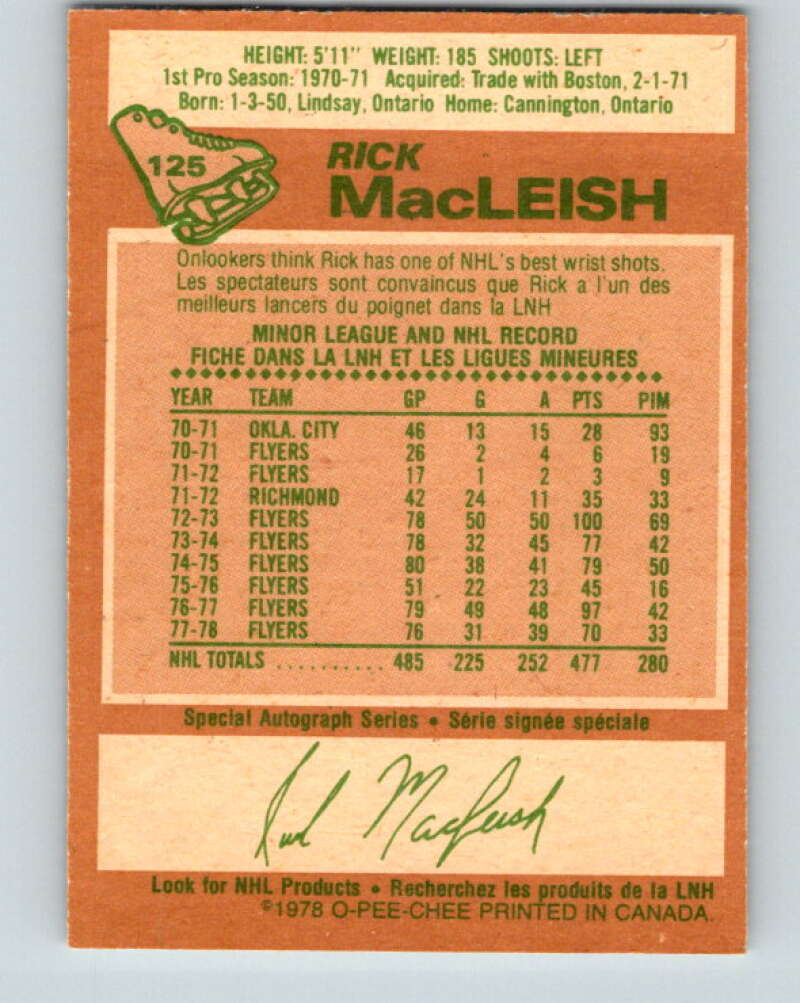 HEIGHT: 5'11" WEIGHT: 185 SHOOTS: LEFT
1st Pro Season: 1970-71 Acquired: Trade with Boston, 2-1-71
Born: 1-3-50, Lindsay, Ontario Home: Cannington, Ontario
125
RICK
MacLEISH
Onlookers think Rick has one of NHL's best wrist shots.
Les spectateurs sont convaincus que Rick a l'un des
meilleurs lancers du poignet dans la LNH
MINOR LEAGUE AND NHL RECORD
FICHE DANS LA LNH ET LES LIGUES MINEURES
YEAR TEAM GP G A PTS PIM
70-71 OKLA. CITY 46 13 15 28 93
70-71 FLYERS 26 2 4 6 19
71-72 FLYERS 17 1 2 3 9
71-72 RICHMOND 42 24 11 35 33
72-73 FLYERS 78 50 50 100 69
73-74 FLYERS 78 32 45 77 42
74-75 FLYERS 80 38 41 79 50
75-76 FLYERS 51 22 23 45 16
76-77 FLYERS 79 49 48 97 42
77-78 FLYERS 76 31 39 70 33
NHL TOTALS .......... 485 225 252 477 280
Special Autograph Series • Série signée spéciale
Rick MacLeish
Look for NHL Products • Recherchez les produits de la LNH
©1978 O-PEE-CHEE PRINTED IN CANADA.